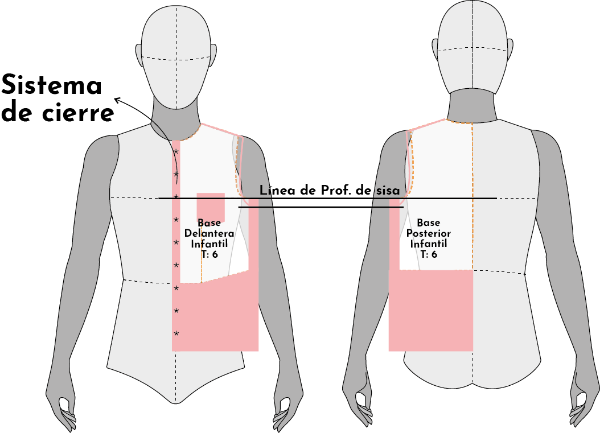 Sistema
de cierre
Línea de Prof. de sisa
Base
Delantera
Infantil
T: 6
Base
Posterior
Infantil
T: 6